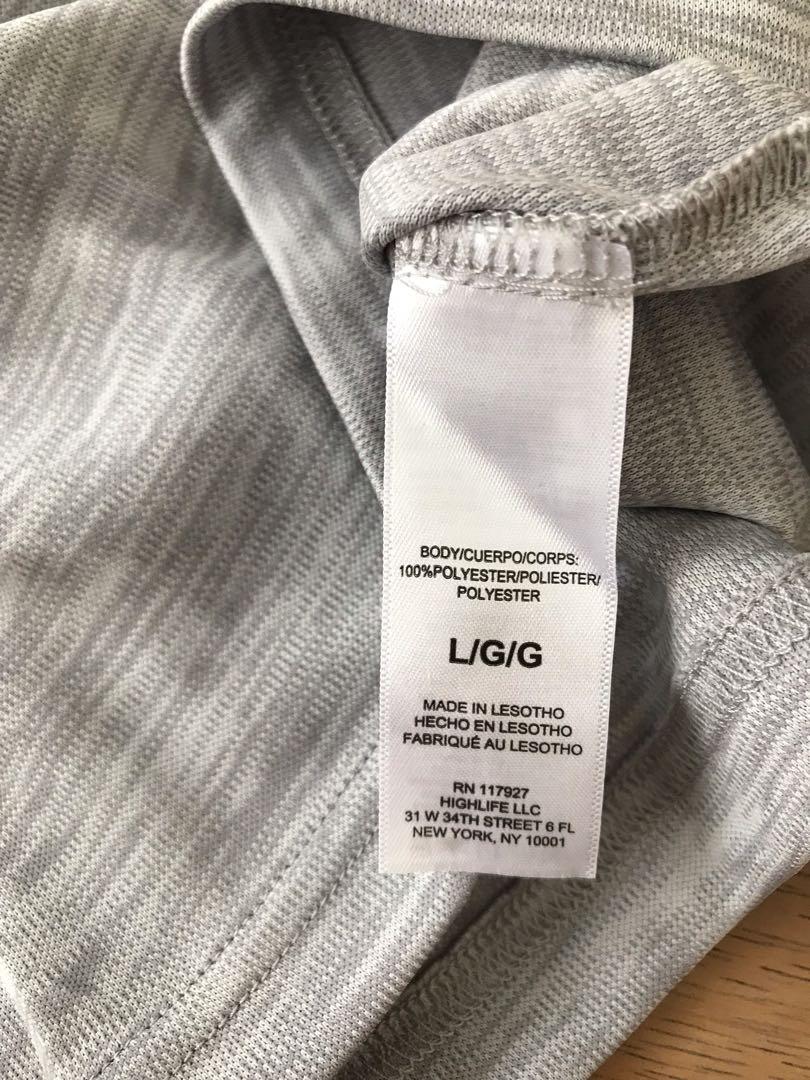 BODY/CUERPO/CORPS:
100%POLYESTER/POLIESTER/
POLYESTER
L/G/G
MADE IN LESOTHO
HECHO EN LESOTHO
FABRIQUÉ AU LESOTHO
RN 117927
HIGHLIFE LLC
31 W 34TH STREET 6 FL
NEW YORK, NY 10001